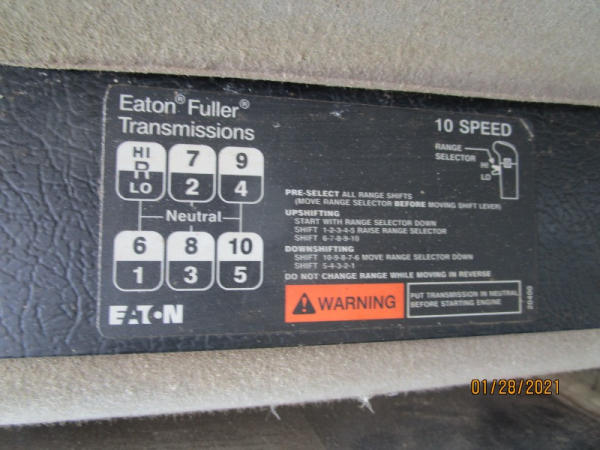 Eaton® Fuller®
Transmissions
10 SPEED
HI 7 9
R
LO 2 4
Neutral
6 8 10
1 3 5
EATON
RANGE
SELECTOR
HI
LO
PRE-SELECT ALL RANGE SHIFTS
(MOVE RANGE SELECTOR BEFORE MOVING SHIFT LEVER)
UPSHIFTING
START WITH RANGE SELECTOR DOWN
SHIFT 1-2-3-4-5 RAISE RANGE SELECTOR
SHIFT 6-7-8-9-10
DOWNSHIFTING
SHIFT 10-9-8-7-6 MOVE RANGE SELECTOR DOWN
SHIFT 5-4-3-2-1
DO NOT CHANGE RANGE WHILE MOVING IN REVERSE
WARNING
PUT TRANSMISSION IN NEUTRAL
BEFORE STARTING ENGINE
20400
01/28/2021